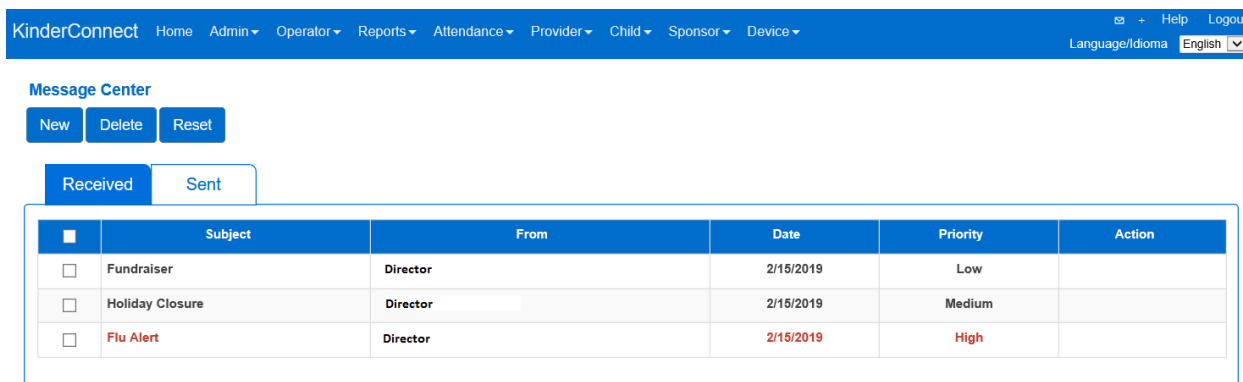 ✉ + Help Logou
KinderConnect Home Admin Operator Reports Attendance Provider Child Sponsor Device
Language/Idioma English
Message Center
New Delete Reset
Received Sent
Subject From Date Priority Action
Fundraiser Director 2/15/2019 Low
Holiday Closure Director 2/15/2019 Medium
Flu Alert Director 2/15/2019 High